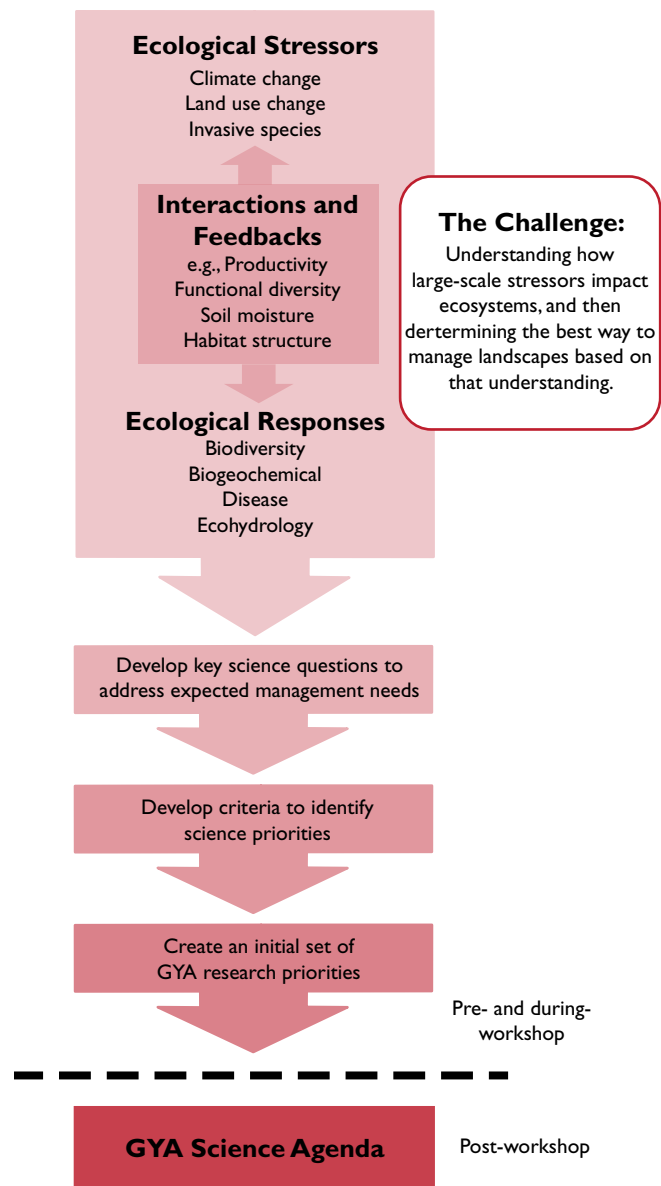 Ecological Stressors
Climate change
Land use change
Invasive species
Interactions and
Feedbacks
e.g., Productivity
Functional diversity
Soil moisture
Habitat structure
The Challenge:
Understanding how
large-scale stressors impact
ecosystems, and then
dertermining the best way to
manage landscapes based on
that understanding.
Ecological Responses
Biodiversity
Biogeochemical
Disease
Ecohydrology
Develop key science questions to
address expected management needs
Develop criteria to identify
science priorities
Create an initial set of
GYA research priorities
Pre- and during-
workshop
GYA Science Agenda
Post-workshop